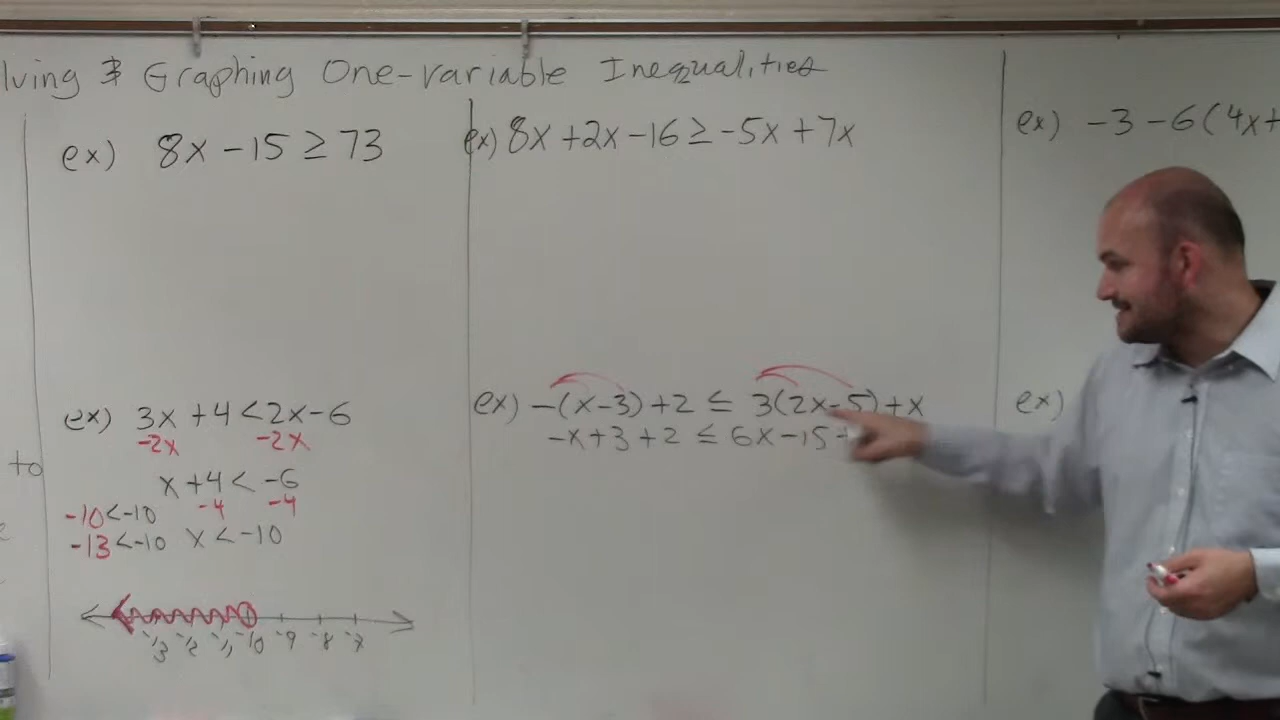 lving & Graphing One-variable Inequalities
ex) 8x - 15 ≥ 73
ex) 8x + 2x - 16 ≥ -5x + 7x
ex) -3 - 6(4x+
ex) 3x + 4 < 2x - 6
-2x -2x
x + 4 < -6
-4 -4
-10 < -10
-13 < -10 x < -10
-13 -12 -11 -10 -9 -8 -7
ex) -(x - 3) + 2 ≤ 3(2x - 5) + x
-x + 3 + 2 ≤ 6x - 15 +
ex)
to